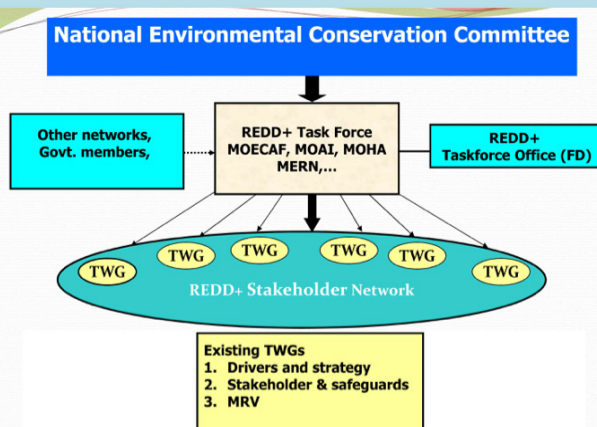 National Environmental Conservation Committee
Other networks,
Govt. members,
REDD+ Task Force
MOECAF, MOAI, MOHA
MERN,...
REDD+
Taskforce Office (FD)
TWG
TWG
TWG
TWG
TWG
TWG
REDD+ Stakeholder Network
Existing TWGs
1. Drivers and strategy
2. Stakeholder & safeguards
3. MRV